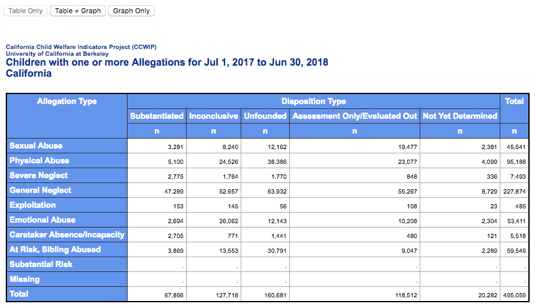 Table Only Table + Graph Graph Only
California Child Welfare Indicators Project (CCWIP)
University of California at Berkeley
Children with one or more Allegations for Jul 1, 2017 to Jun 30, 2018
California
Allegation Type Disposition Type Total
Substantiated Inconclusive Unfounded Assessment Only/Evaluated Out Not Yet Determined
n n n n n n
Sexual Abuse 3,281 8,240 12,162 19,477 2,381 45,541
Physical Abuse 5,100 24,526 38,386 23,077 4,099 95,188
Severe Neglect 2,775 1,764 1,770 848 336 7,493
General Neglect 47,289 52,657 63,932 55,267 8,729 227,874
Exploitation 153 145 56 108 23 485
Emotional Abuse 2,694 26,062 12,143 10,208 2,304 53,411
Caretaker Absence/Incapacity 2,705 771 1,441 480 121 5,518
At Risk, Sibling Abused 3,869 13,553 30,791 9,047 2,289 59,549
Substantial Risk . . . . . .
Missing . . . . . .
Total 67,866 127,718 160,681 118,512 20,282 495,059